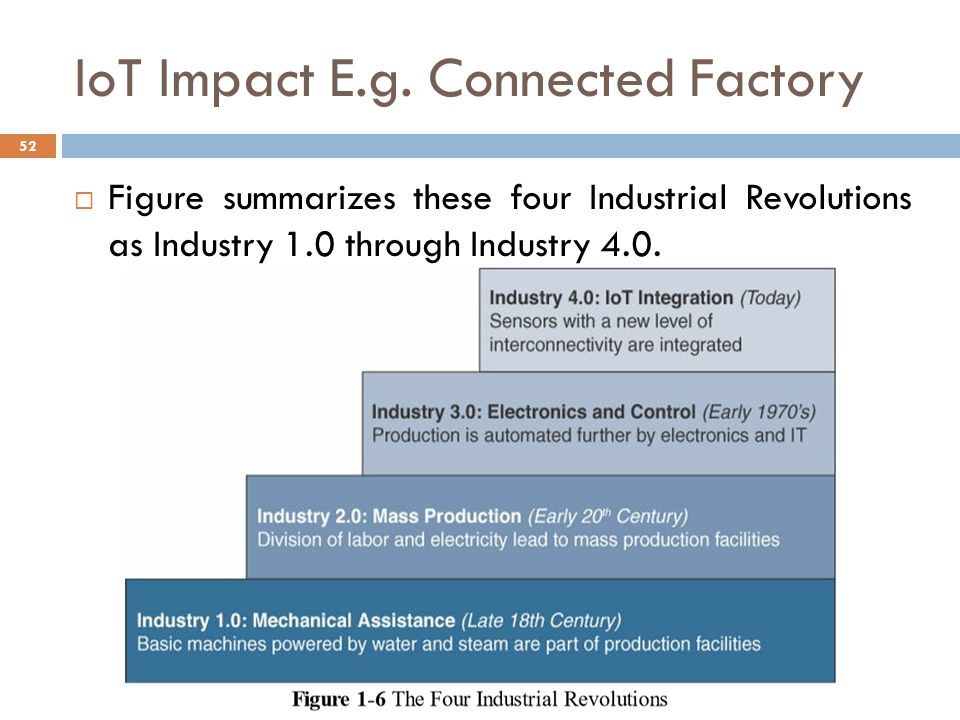 IoT Impact E.g. Connected Factory
52
Figure summarizes these four Industrial Revolutions
as Industry 1.0 through Industry 4.0.
Industry 4.0: IoT Integration (Today)
Sensors with a new level of
interconnectivity are integrated
Industry 3.0: Electronics and Control (Early 1970's)
Production is automated further by electronics and IT
Industry 2.0: Mass Production (Early 20th Century)
Division of labor and electricity lead to mass production facilities
Industry 1.0: Mechanical Assistance (Late 18th Century)
Basic machines powered by water and steam are part of production facilities
Figure 1-6 The Four Industrial Revolutions